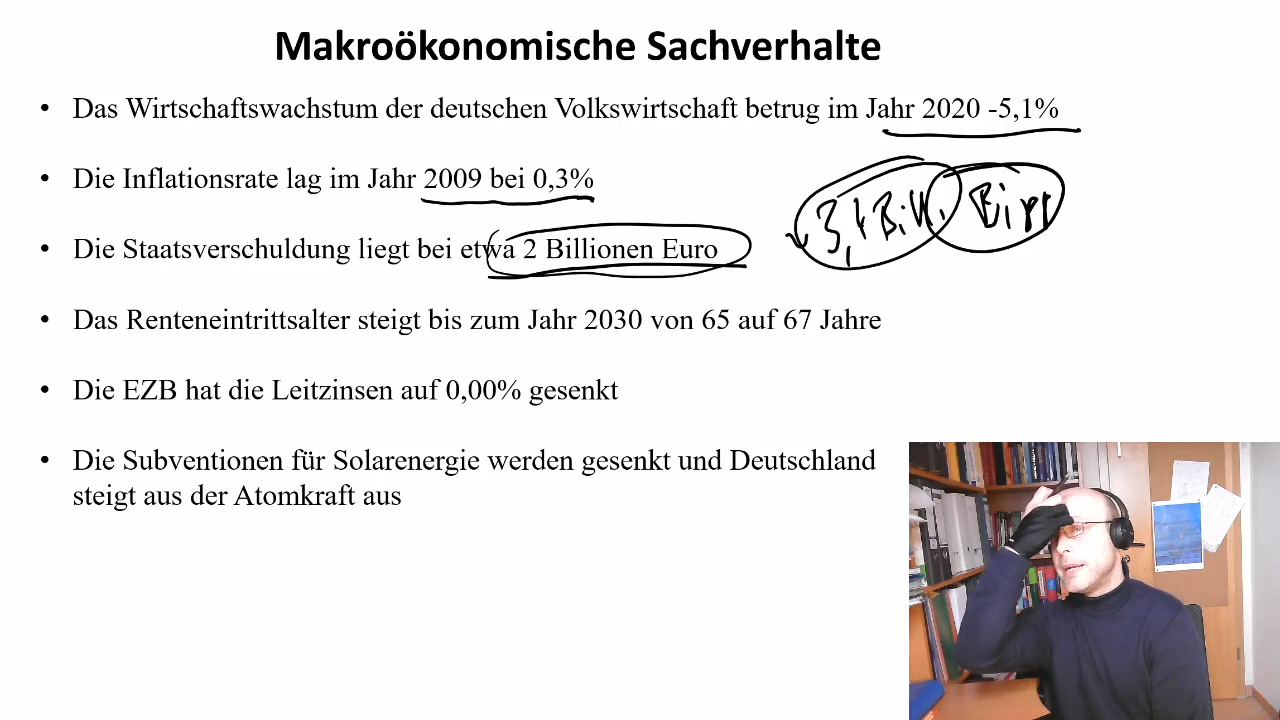 Makroökonomische Sachverhalte
• Das Wirtschaftswachstum der deutschen Volkswirtschaft betrug im Jahr 2020 -5,1%
• Die Inflationsrate lag im Jahr 2009 bei 0,3%
3,4 Bill.
• Die Staatsverschuldung liegt bei etwa 2 Billionen Euro
• Das Renteneintrittsalter steigt bis zum Jahr 2030 von 65 auf 67 Jahre
• Die EZB hat die Leitzinsen auf 0,00% gesenkt
• Die Subventionen für Solarenergie werden gesenkt und Deutschland
steigt aus der Atomkraft aus